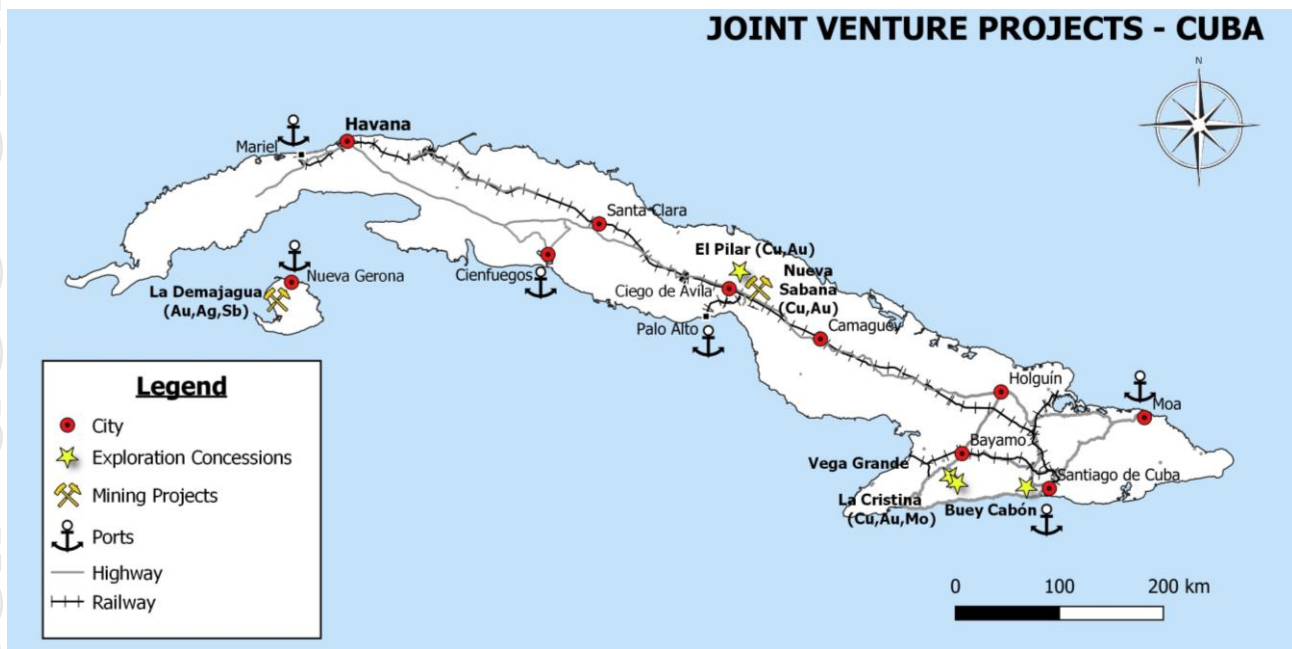 JOINT VENTURE PROJECTS - CUBA
N
Havana
Mariel
Santa Clara
El Pilar (Cu,Au)
Nueva
Sabana
(Cu,Au)
Cienfuegos
Nueva Gerona
La Demajagua
(Au,Ag,Sb)
Ciego de Avila
Palo Alto
Camaguey
Holguín
Moa
Bayamo
Vega Grande
Santiago de Cuba
La Cristina
(Cu,Au,Mo)
Buey Cabón
Legend
City
Exploration Concessions
Mining Projects
Ports
Highway
Railway
0 100 200 km